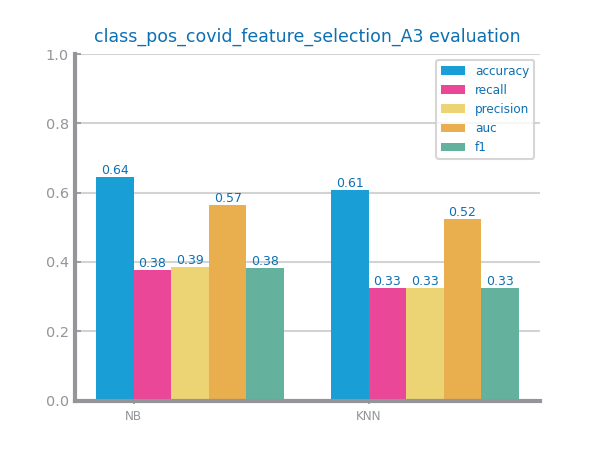 class_pos_covid_feature_selection_A3 evaluation
1.0
0.8
0.6
0.4
0.2
0.0
accuracy
recall
precision
auc
f1
0.64
0.38
0.39
0.57
0.38
0.61
0.33
0.33
0.52
0.33
NB
KNN